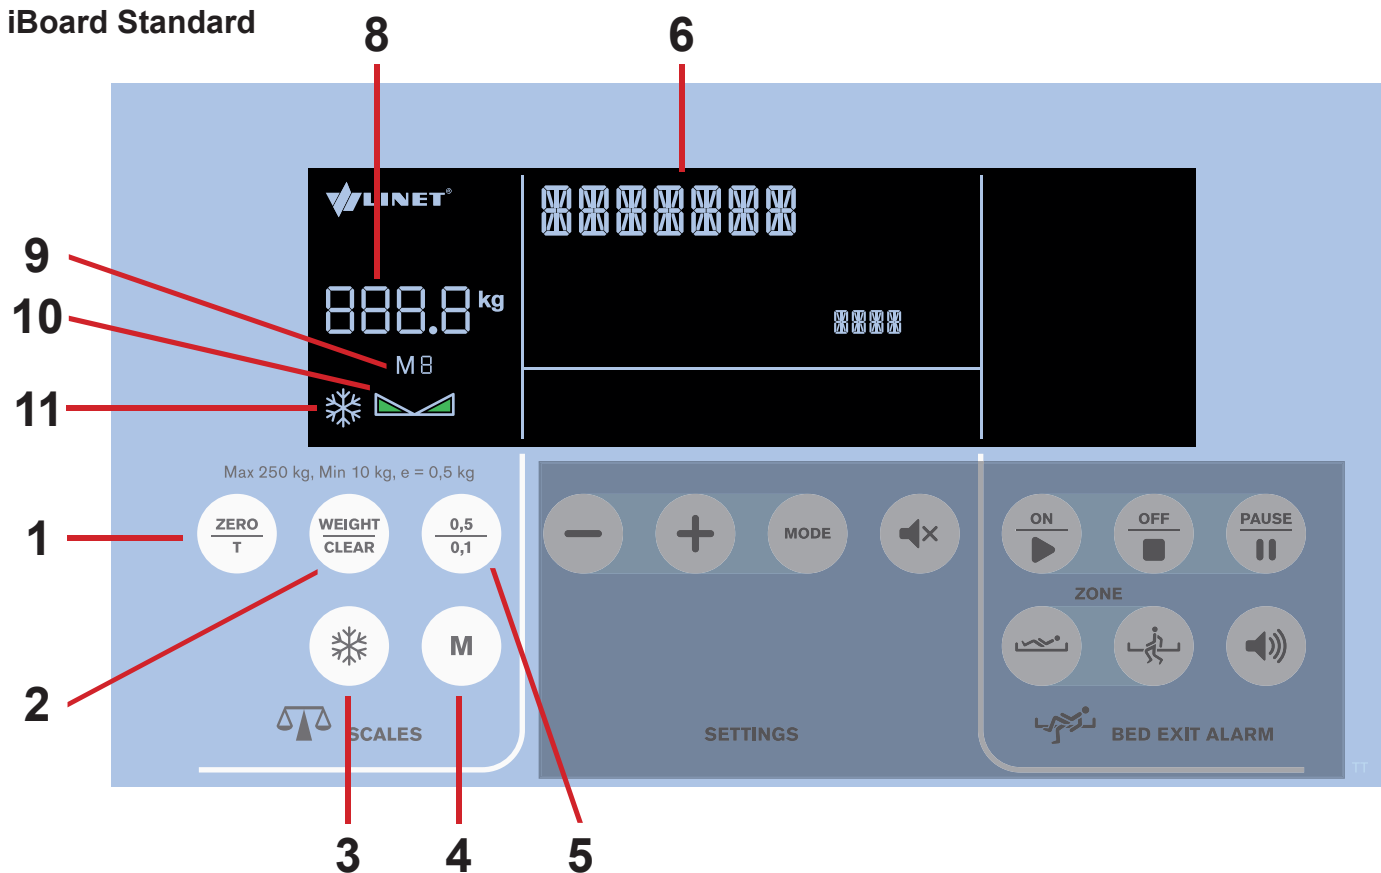 iBoard Standard
8
6
LINET®
9
888.8 kg
10
M 8
11
Max 250 kg, Min 10 kg, e = 0,5 kg
1
ZERO
T
WEIGHT
CLEAR
0,5
0,1
MODE
ON
OFF
PAUSE
ZONE
M
2
SCALES
SETTINGS
BED EXIT ALARM
TT
3
4
5